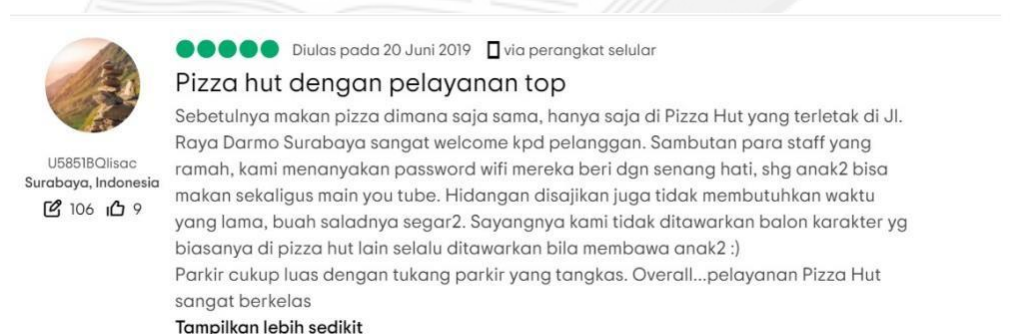 Diulas pada 20 Juni 2019 via perangkat selular
Pizza hut dengan pelayanan top
Sebetulnya makan pizza dimana saja sama, hanya saja di Pizza Hut yang terletak di Jl.
Raya Darmo Surabaya sangat welcome kpd pelanggan. Sambutan para staff yang
ramah, kami menanyakan password wifi mereka beri dgn senang hati, shg anak2 bisa
makan sekaligus main you tube. Hidangan disajikan juga tidak membutuhkan waktu
yang lama, buah saladnya segar2. Sayangnya kami tidak ditawarkan balon karakter yg
biasanya di pizza hut lain selalu ditawarkan bila membawa anak2 :)
Parkir cukup luas dengan tukang parkir yang tangkas. Overall...pelayanan Pizza Hut
sangat berkelas
Tampilkan lebih sedikit
U5851BQlisac
Surabaya, Indonesia
106 9